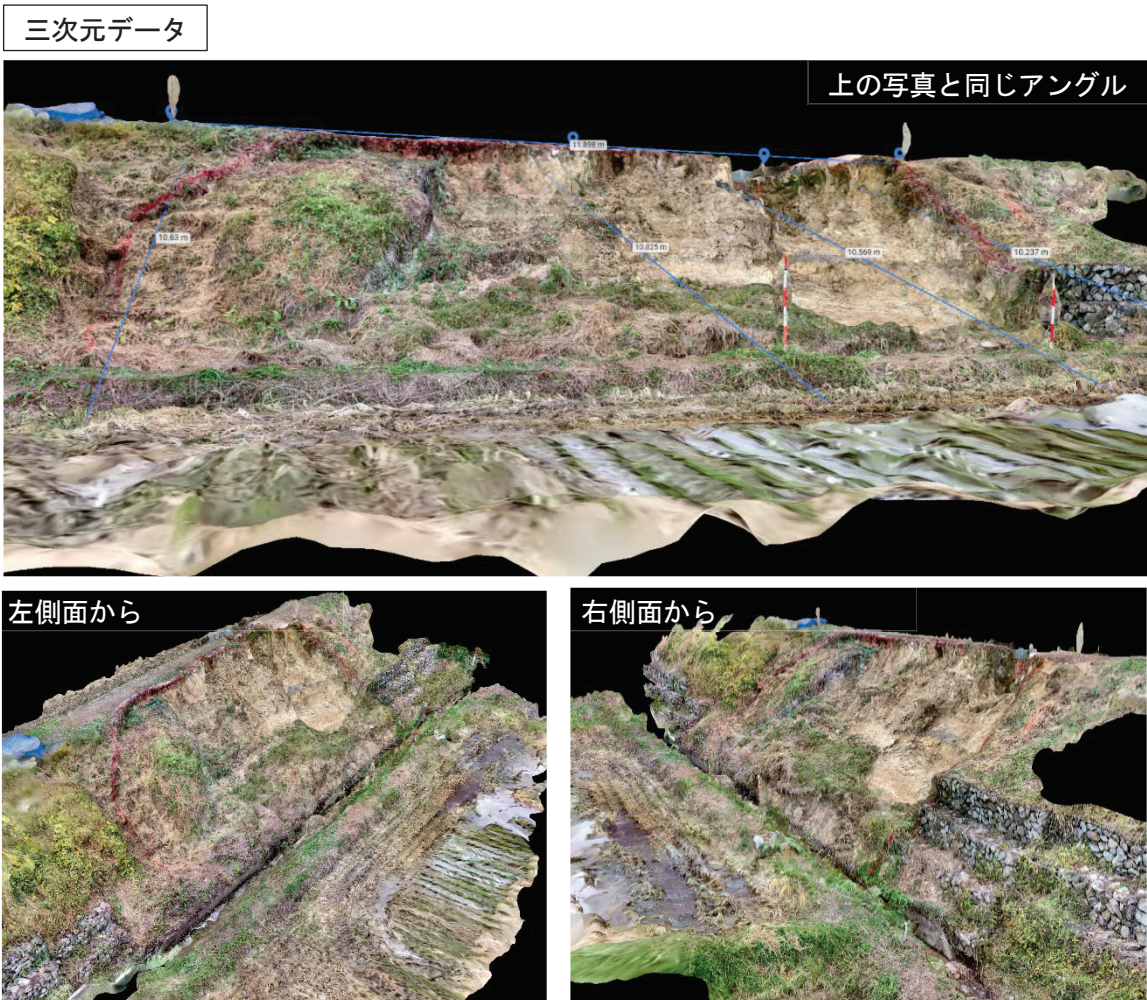 三次元データ
上の写真と同じアングル
11.898 m
10.63 m
10.825 m
10.569 m
10.237 m
左側面から
右側面から